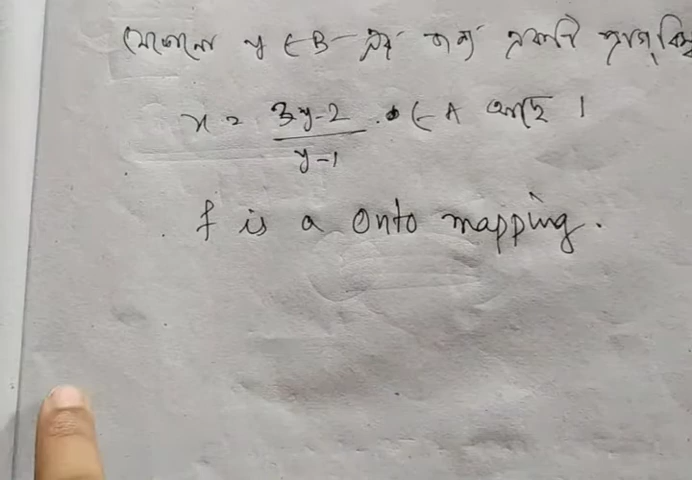 যেকোনো y ∈ B - এর জন্য একটি প্রাগ্‌বিম্ব
x = (3y-2)/(y-1) ∈ A আছে ।
f is a onto mapping.